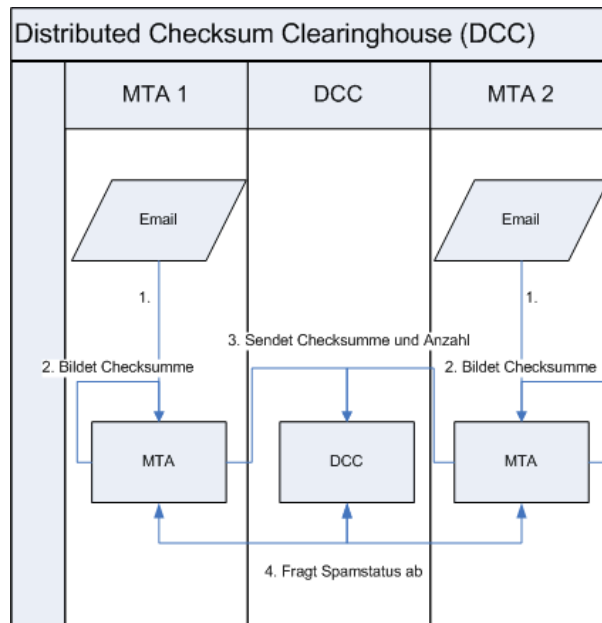 Distributed Checksum Clearinghouse (DCC)
MTA 1
DCC
MTA 2
Email
Email
1.
1.
3. Sendet Checksumme und Anzahl
2. Bildet Checksumme
2. Bildet Checksumme
MTA
DCC
MTA
4. Fragt Spamstatus ab